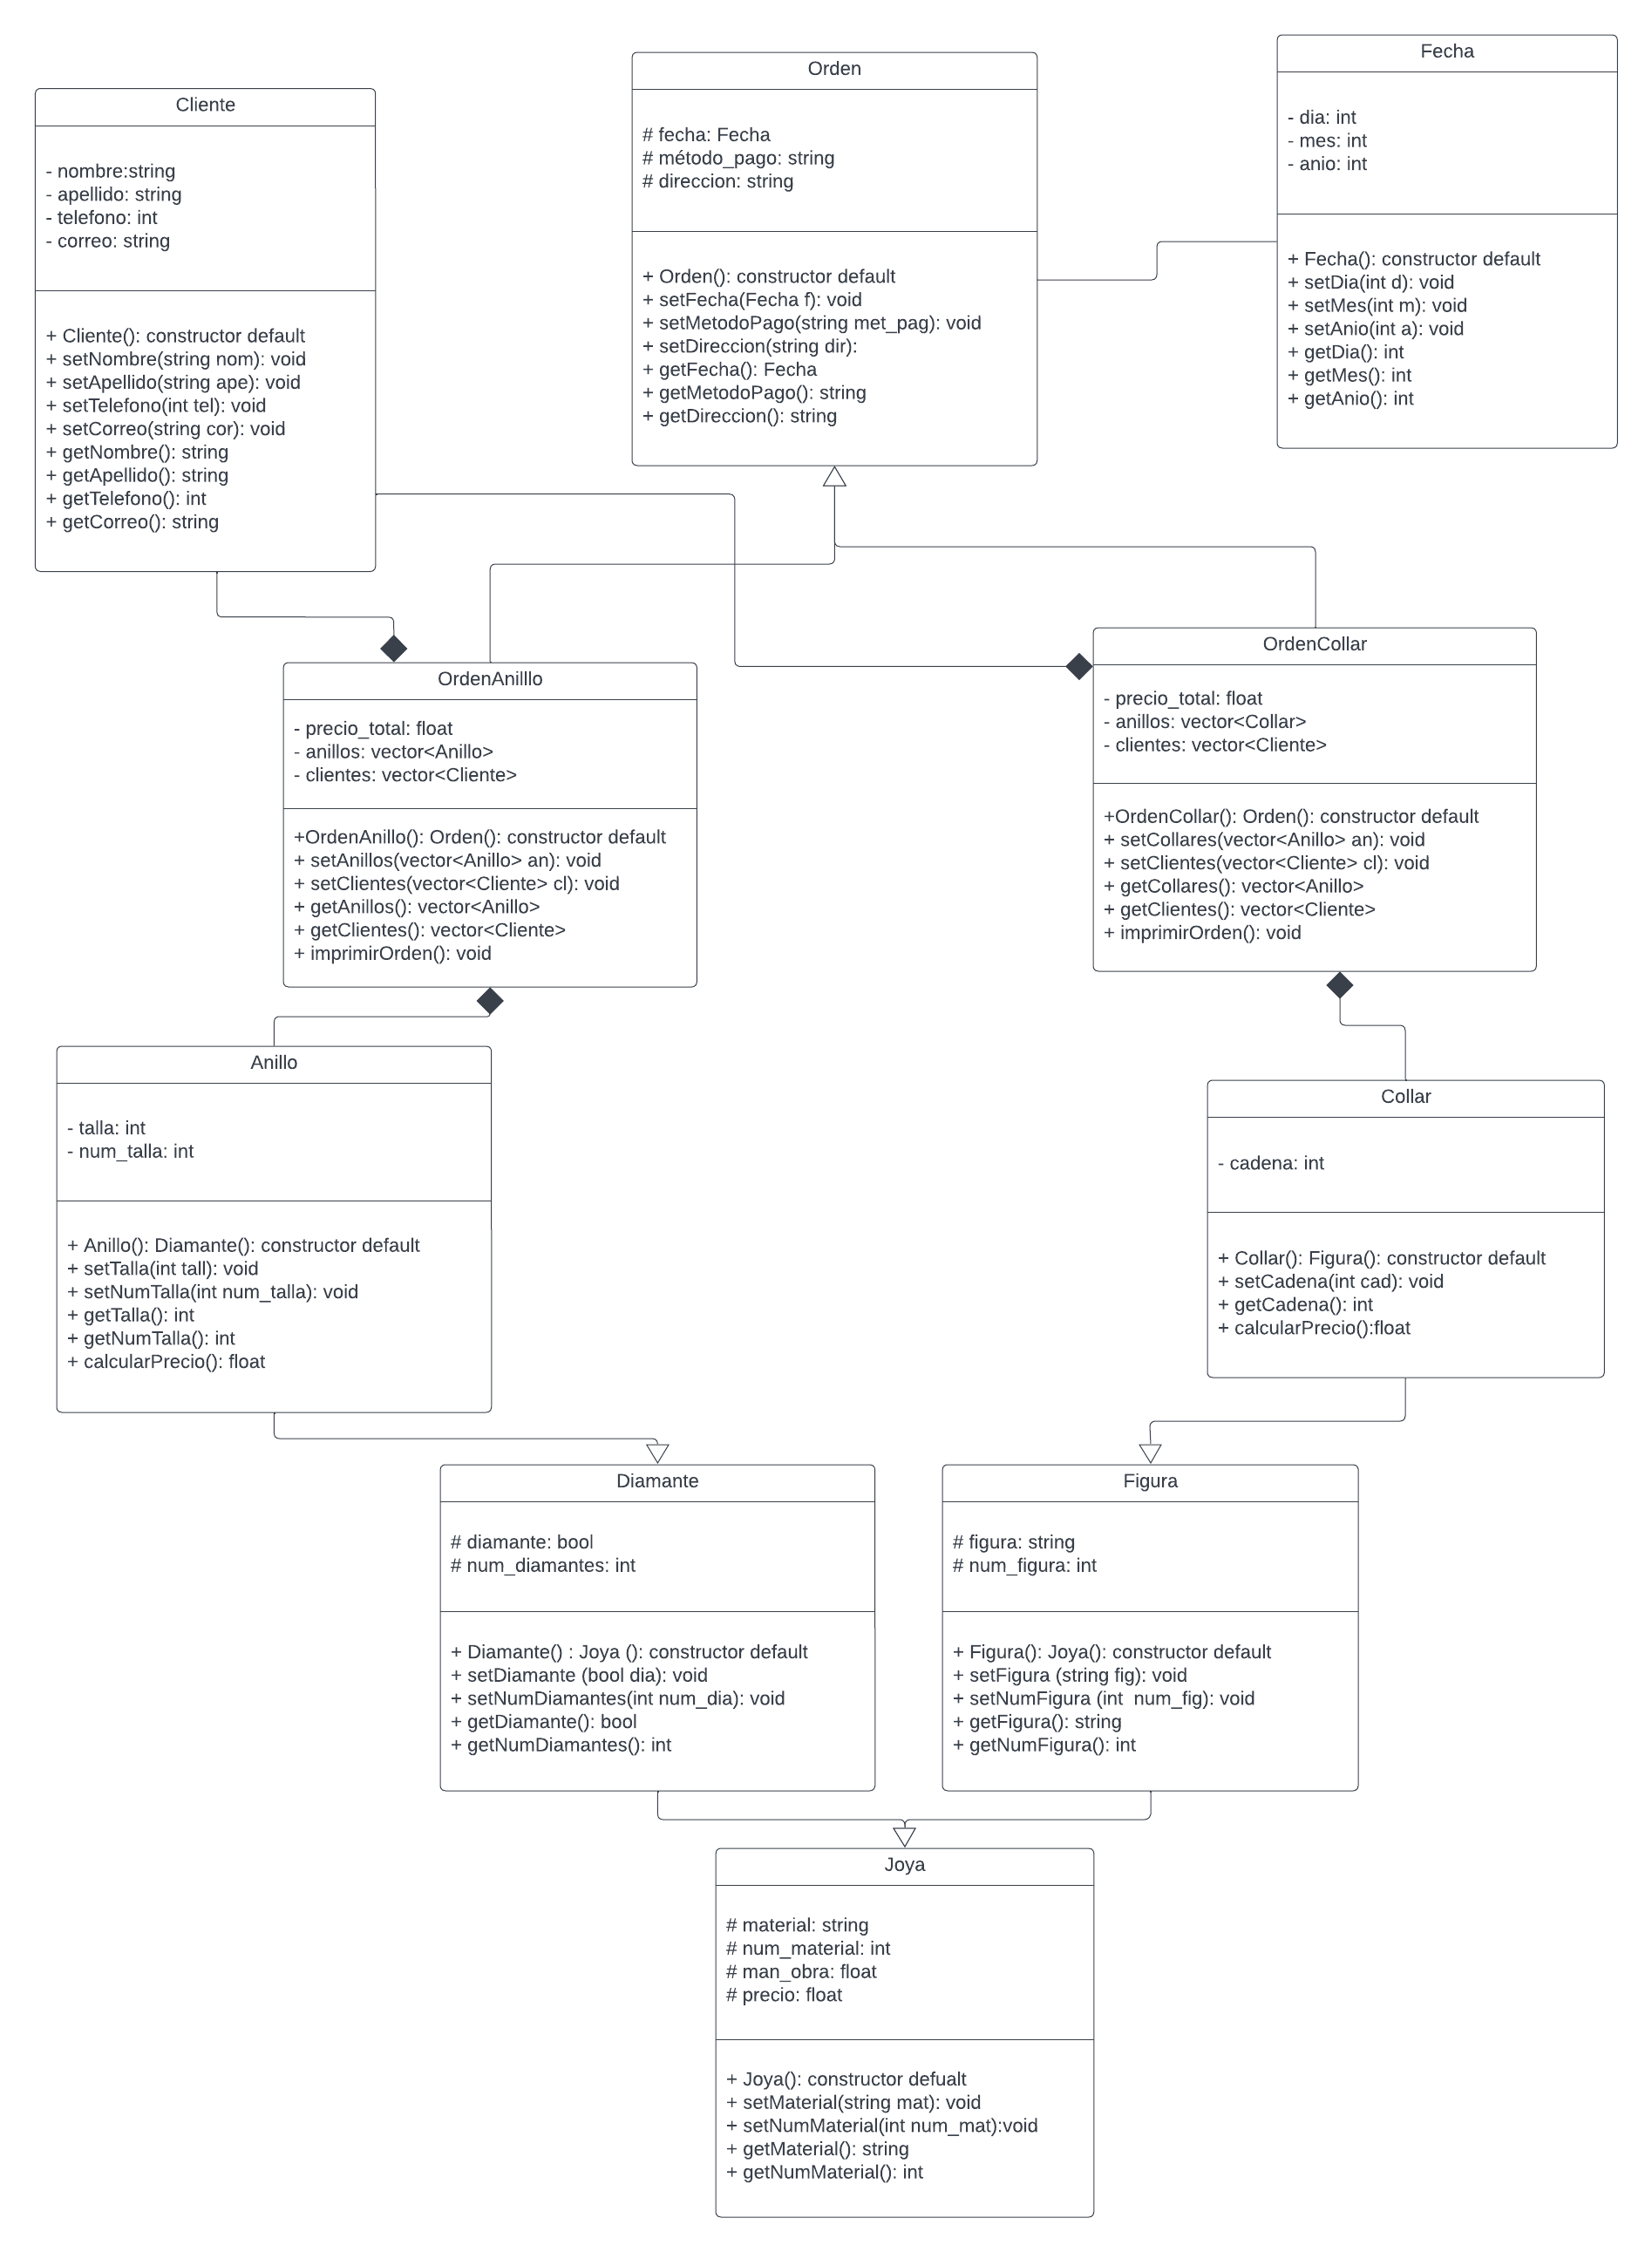 Cliente
- nombre:string
- apellido: string
- telefono: int
- correo: string
+ Cliente(): constructor default
+ setNombre(string nom): void
+ setApellido(string ape): void
+ setTelefono(int tel): void
+ setCorreo(string cor): void
+ getNombre(): string
+ getApellido(): string
+ getTelefono(): int
+ getCorreo(): string
Orden
# fecha: Fecha
# método_pago: string
# direccion: string
+ Orden(): constructor default
+ setFecha(Fecha f): void
+ setMetodoPago(string met_pag): void
+ setDireccion(string dir):
+ getFecha(): Fecha
+ getMetodoPago(): string
+ getDireccion(): string
Fecha
- dia: int
- mes: int
- anio: int
+ Fecha(): constructor default
+ setDia(int d): void
+ setMes(int m): void
+ setAnio(int a): void
+ getDia(): int
+ getMes(): int
+ getAnio(): int
OrdenAnilllo
- precio_total: float
- anillos: vector<Anillo>
- clientes: vector<Cliente>
+OrdenAnillo(): Orden(): constructor default
+ setAnillos(vector<Anillo> an): void
+ setClientes(vector<Cliente> cl): void
+ getAnillos(): vector<Anillo>
+ getClientes(): vector<Cliente>
+ imprimirOrden(): void
OrdenCollar
- precio_total: float
- anillos: vector<Collar>
- clientes: vector<Cliente>
+OrdenCollar(): Orden(): constructor default
+ setCollares(vector<Anillo> an): void
+ setClientes(vector<Cliente> cl): void
+ getCollares(): vector<Anillo>
+ getClientes(): vector<Cliente>
+ imprimirOrden(): void
Anillo
- talla: int
- num_talla: int
+ Anillo(): Diamante(): constructor default
+ setTalla(int tall): void
+ setNumTalla(int num_talla): void
+ getTalla(): int
+ getNumTalla(): int
+ calcularPrecio(): float
Collar
- cadena: int
+ Collar(): Figura(): constructor default
+ setCadena(int cad): void
+ getCadena(): int
+ calcularPrecio():float
Diamante
# diamante: bool
# num_diamantes: int
+ Diamante() : Joya (): constructor default
+ setDiamante (bool dia): void
+ setNumDiamantes(int num_dia): void
+ getDiamante(): bool
+ getNumDiamantes(): int
Figura
# figura: string
# num_figura: int
+ Figura(): Joya(): constructor default
+ setFigura (string fig): void
+ setNumFigura (int  num_fig): void
+ getFigura(): string
+ getNumFigura(): int
Joya
# material: string
# num_material: int
# man_obra: float
# precio: float
+ Joya(): constructor defualt
+ setMaterial(string mat): void
+ setNumMaterial(int num_mat):void
+ getMaterial(): string
+ getNumMaterial(): int